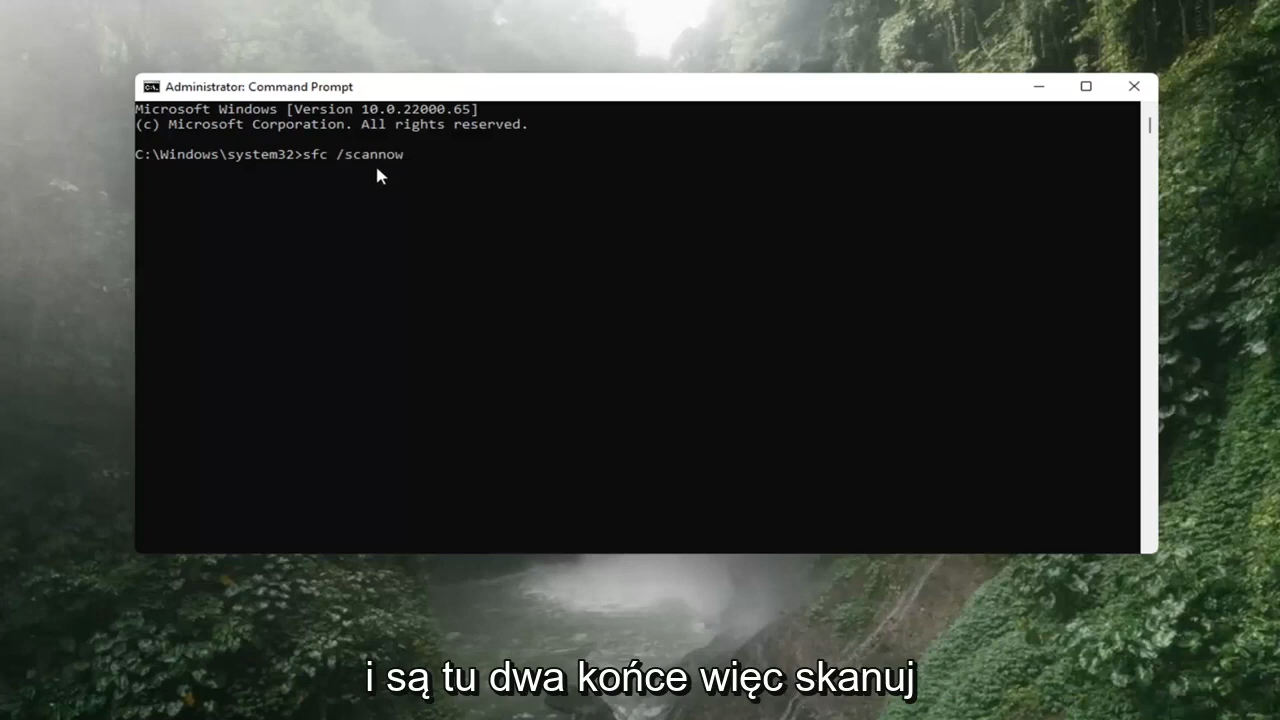 Administrator: Command Prompt
Microsoft Windows [Version 10.0.22000.65]
(c) Microsoft Corporation. All rights reserved.
C:\Windows\system32>sfc /scannow
i są tu dwa końce więc skanuj